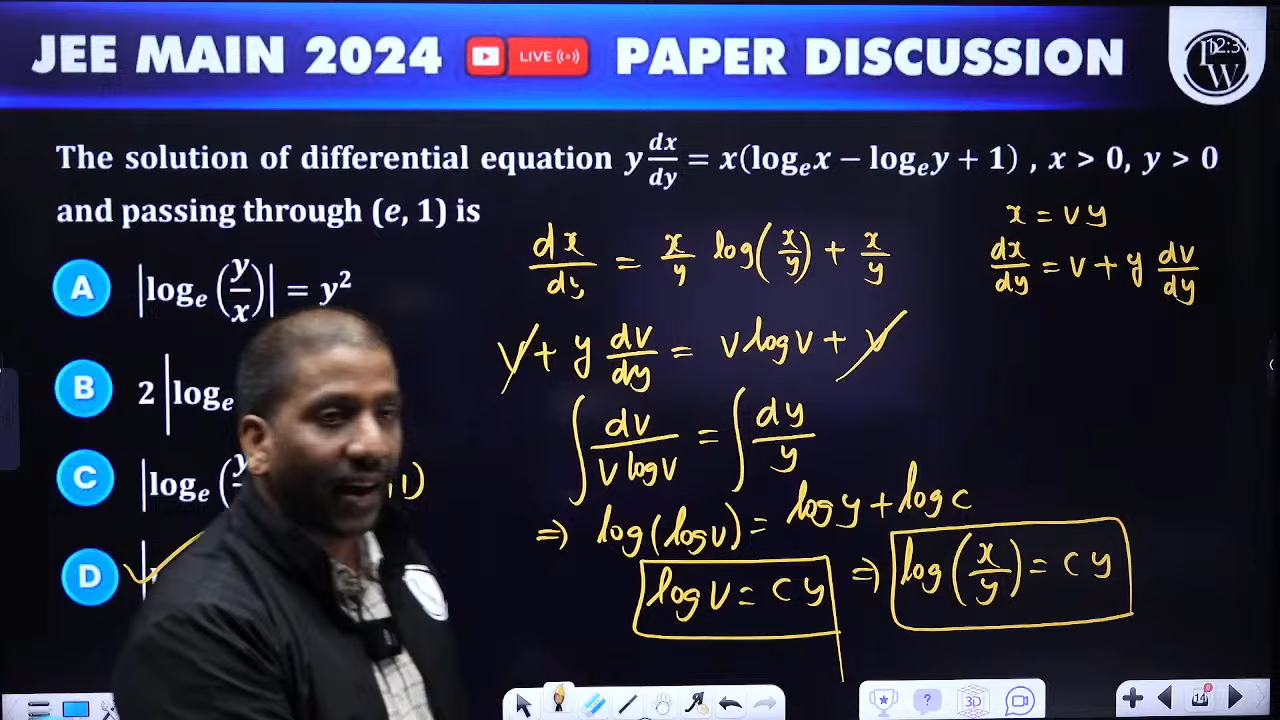 JEE MAIN 2024 LIVE PAPER DISCUSSION
The solution of differential equation y dx/dy = x(logₑx − logₑy + 1) , x > 0, y > 0
and passing through (e, 1) is
x = vy
dx/dy = v + y dv/dy
dx/dy = x/y log(x/y) + x/y
A |logₑ(y/x)| = y²
v + y dv/dy = v log v + v
B 2 |logₑ
∫ dv/(v log v) = ∫ dy/y
C |logₑ (y
⇒ log(log v) = log y + log c
D |
log v = cy ⇒ log(x/y) = cy
3D
14